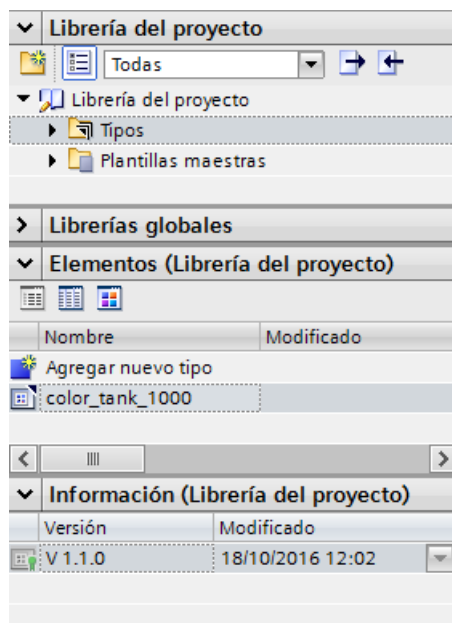 Librería del proyecto
Todas
Librería del proyecto
Tipos
Plantillas maestras
Librerías globales
Elementos (Librería del proyecto)
Nombre Modificado
Agregar nuevo tipo
color_tank_1000
Información (Librería del proyecto)
Versión Modificado
V 1.1.0 18/10/2016 12:02